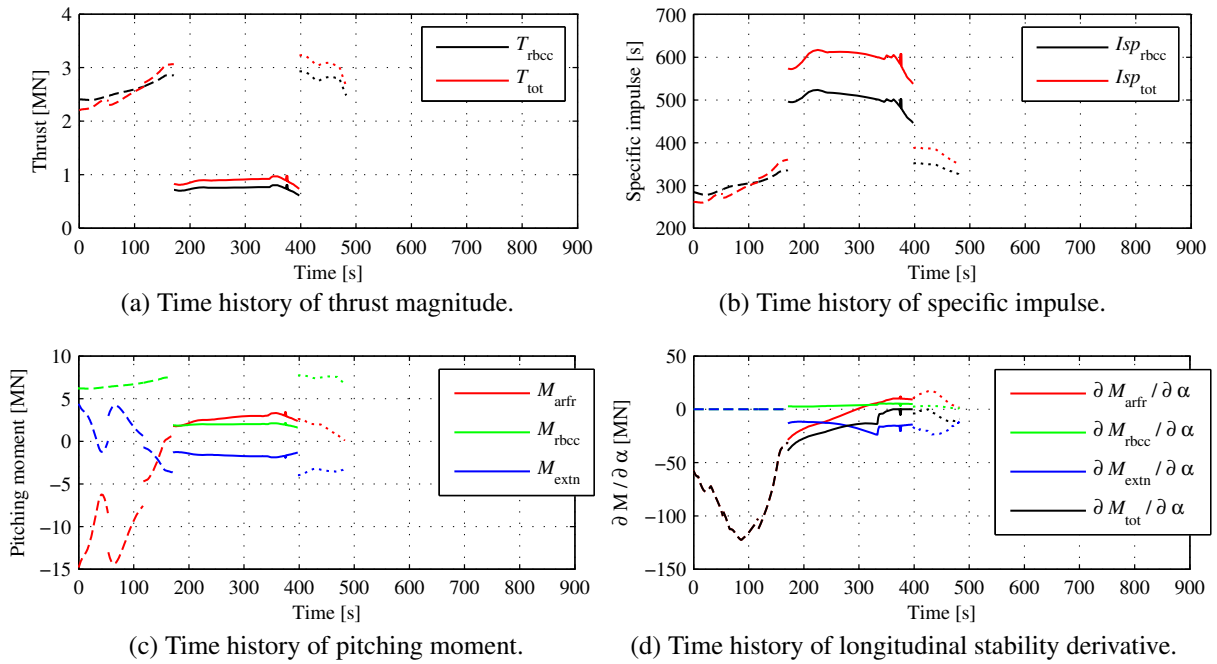 4
3
2
1
0
Thrust [MN]
0 100 200 300 400 500 600 700 800 900
Time [s]
T_rbcc
T_tot
(a) Time history of thrust magnitude.
700
600
500
400
300
200
Specific impulse [s]
0 100 200 300 400 500 600 700 800 900
Time [s]
Isp_rbcc
Isp_tot
(b) Time history of specific impulse.
10
5
0
−5
−10
−15
Pitching moment [MN]
0 100 200 300 400 500 600 700 800 900
Time [s]
M_arfr
M_rbcc
M_extn
(c) Time history of pitching moment.
50
0
−50
−100
−150
∂ M / ∂ α [MN]
0 100 200 300 400 500 600 700 800 900
Time [s]
∂ M_arfr / ∂ α
∂ M_rbcc / ∂ α
∂ M_extn / ∂ α
∂ M_tot / ∂ α
(d) Time history of longitudinal stability derivative.